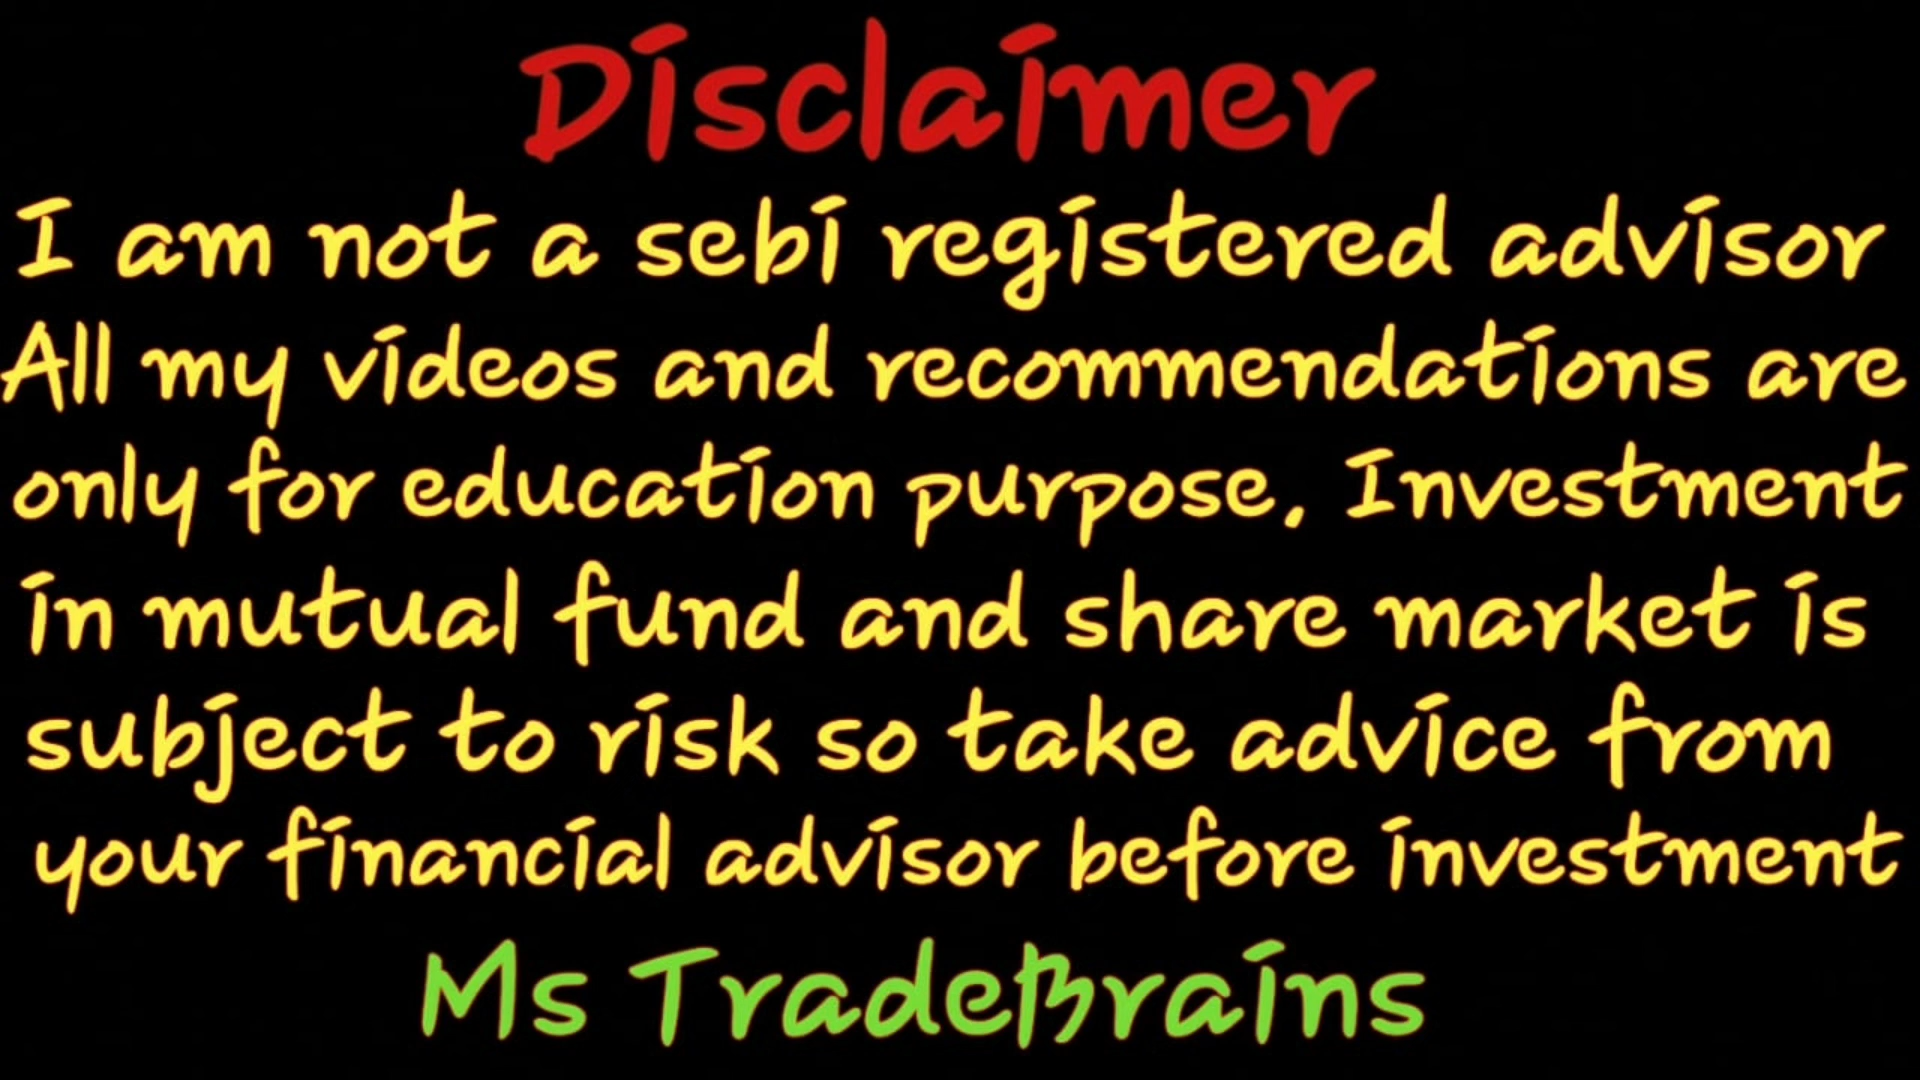 Disclaimer
I am not a sebi registered advisor
All my videos and recommendations are
only for education purpose, Investment
in mutual fund and share market is
subject to risk so take advice from
your financial advisor before investment
Ms TradeBrains